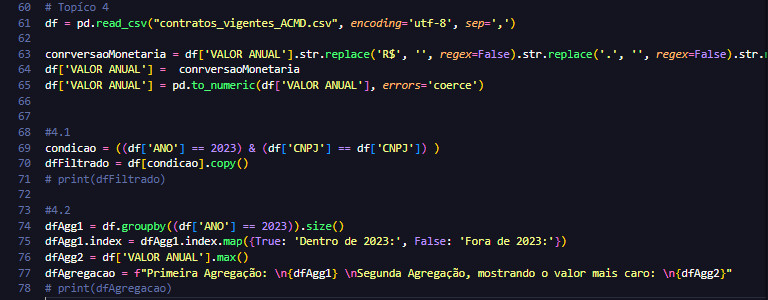 60 # Topíco 4
61 df = pd.read_csv("contratos_vigentes_ACMD.csv", encoding='utf-8', sep=',')
62
63 conrversaoMonetaria = df['VALOR ANUAL'].str.replace('R$', '', regex=False).str.replace('.', '', regex=False).str.
64 df['VALOR ANUAL'] =  conrversaoMonetaria
65 df['VALOR ANUAL'] = pd.to_numeric(df['VALOR ANUAL'], errors='coerce')
66
67
68 #4.1
69 condicao = ((df['ANO'] == 2023) & (df['CNPJ'] == df['CNPJ']) )
70 dfFiltrado = df[condicao].copy()
71 # print(dfFiltrado)
72
73 #4.2
74 dfAgg1 = df.groupby((df['ANO'] == 2023)).size()
75 dfAgg1.index = dfAgg1.index.map({True: 'Dentro de 2023:', False: 'Fora de 2023:'})
76 dfAgg2 = df['VALOR ANUAL'].max()
77 dfAgregacao = f"Primeira Agregação: \n{dfAgg1} \nSegunda Agregação, mostrando o valor mais caro: \n{dfAgg2}"
78 # print(dfAgregacao)